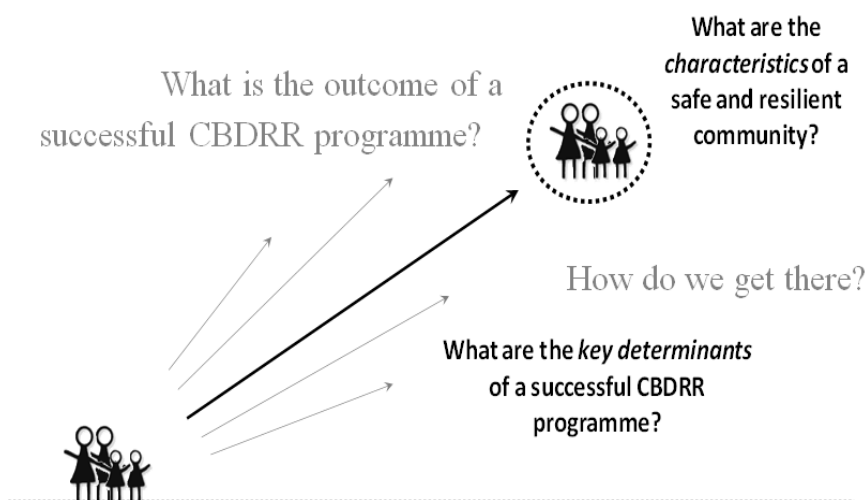 What are the
characteristics of a
safe and resilient
community?
What is the outcome of a
successful CBDRR programme?
How do we get there?
What are the key determinants
of a successful CBDRR
programme?